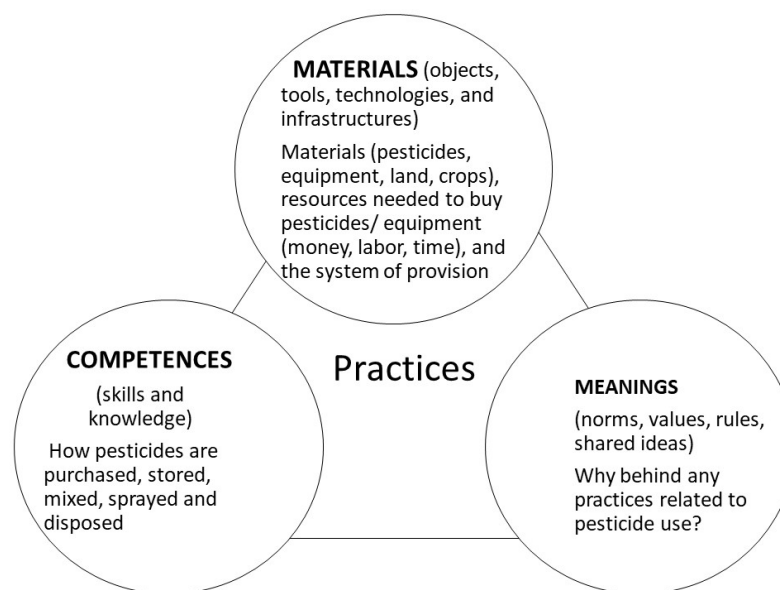 MATERIALS (objects,
tools, technologies, and
infrastructures)
Materials (pesticides,
equipment, land, crops),
resources needed to buy
pesticides/ equipment
(money, labor, time), and
the system of provision
Practices
COMPETENCES
(skills and
knowledge)
How pesticides are
purchased, stored,
mixed, sprayed and
disposed
MEANINGS
(norms, values, rules,
shared ideas)
Why behind any
practices related to
pesticide use?